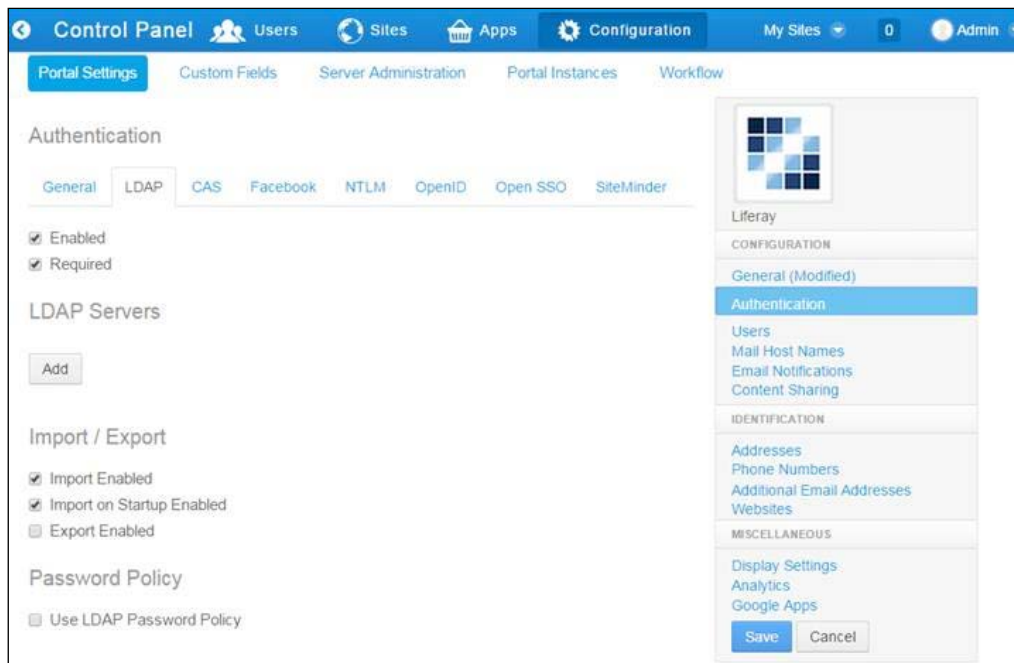 Control Panel Users Sites Apps Configuration My Sites 0 Admin
Portal Settings Custom Fields Server Administration Portal Instances Workflow
Authentication
General LDAP CAS Facebook NTLM OpenID Open SSO SiteMinder
Enabled
Required
LDAP Servers
Add
Import / Export
Import Enabled
Import on Startup Enabled
Export Enabled
Password Policy
Use LDAP Password Policy
Liferay
CONFIGURATION
General (Modified)
Authentication
Users
Mail Host Names
Email Notifications
Content Sharing
IDENTIFICATION
Addresses
Phone Numbers
Additional Email Addresses
Websites
MISCELLANEOUS
Display Settings
Analytics
Google Apps
Save Cancel